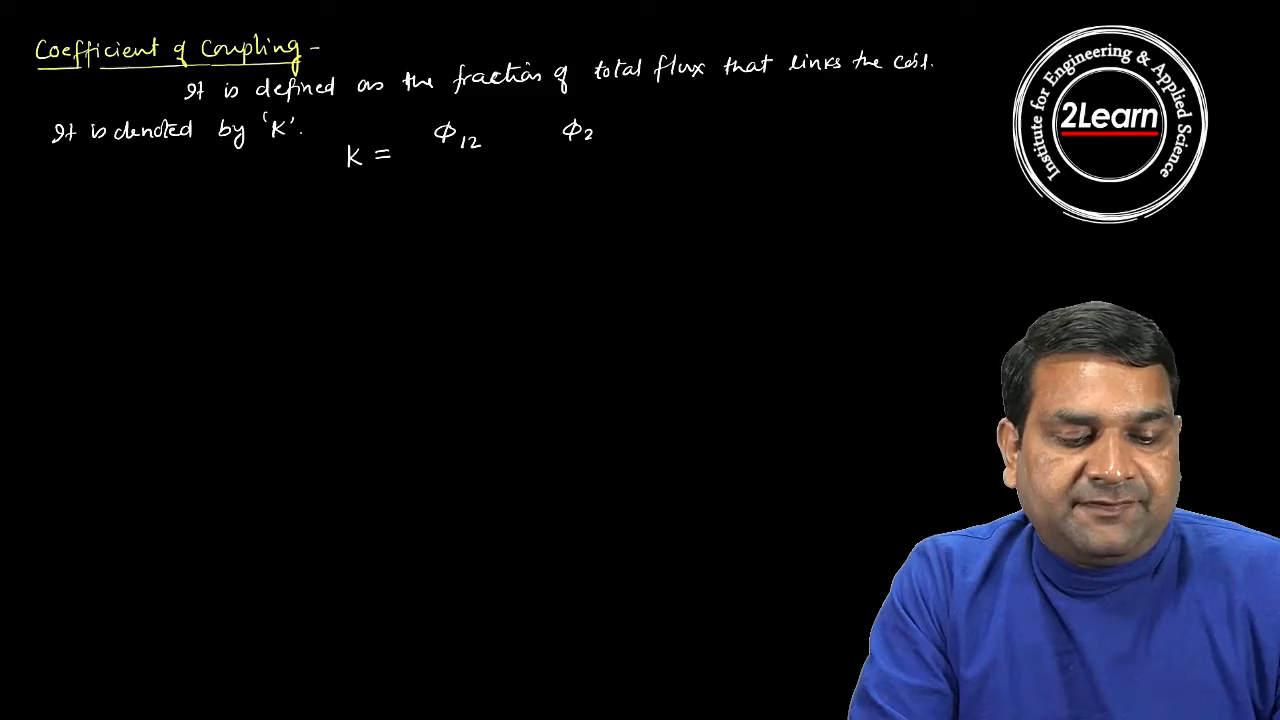 Coefficient of Coupling -
It is defined as the fraction of total flux that links the coil.
It is denoted by 'K'.
K = Φ12 Φ2
Institute for Engineering & Applied Science
2Learn